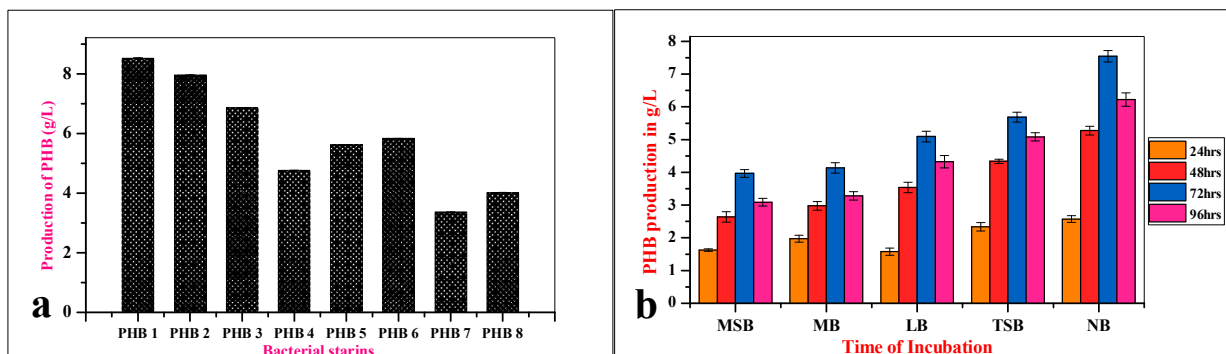 Production of PHB (g/L)
8
6
4
2
0
a
PHB 1 PHB 2 PHB 3 PHB 4 PHB 5 PHB 6 PHB 7 PHB 8
Bacterial starins
PHB production in g/L
8
7
6
5
4
3
2
1
0
b
MSB MB LB TSB NB
Time of Incubation
24hrs
48hrs
72hrs
96hrs